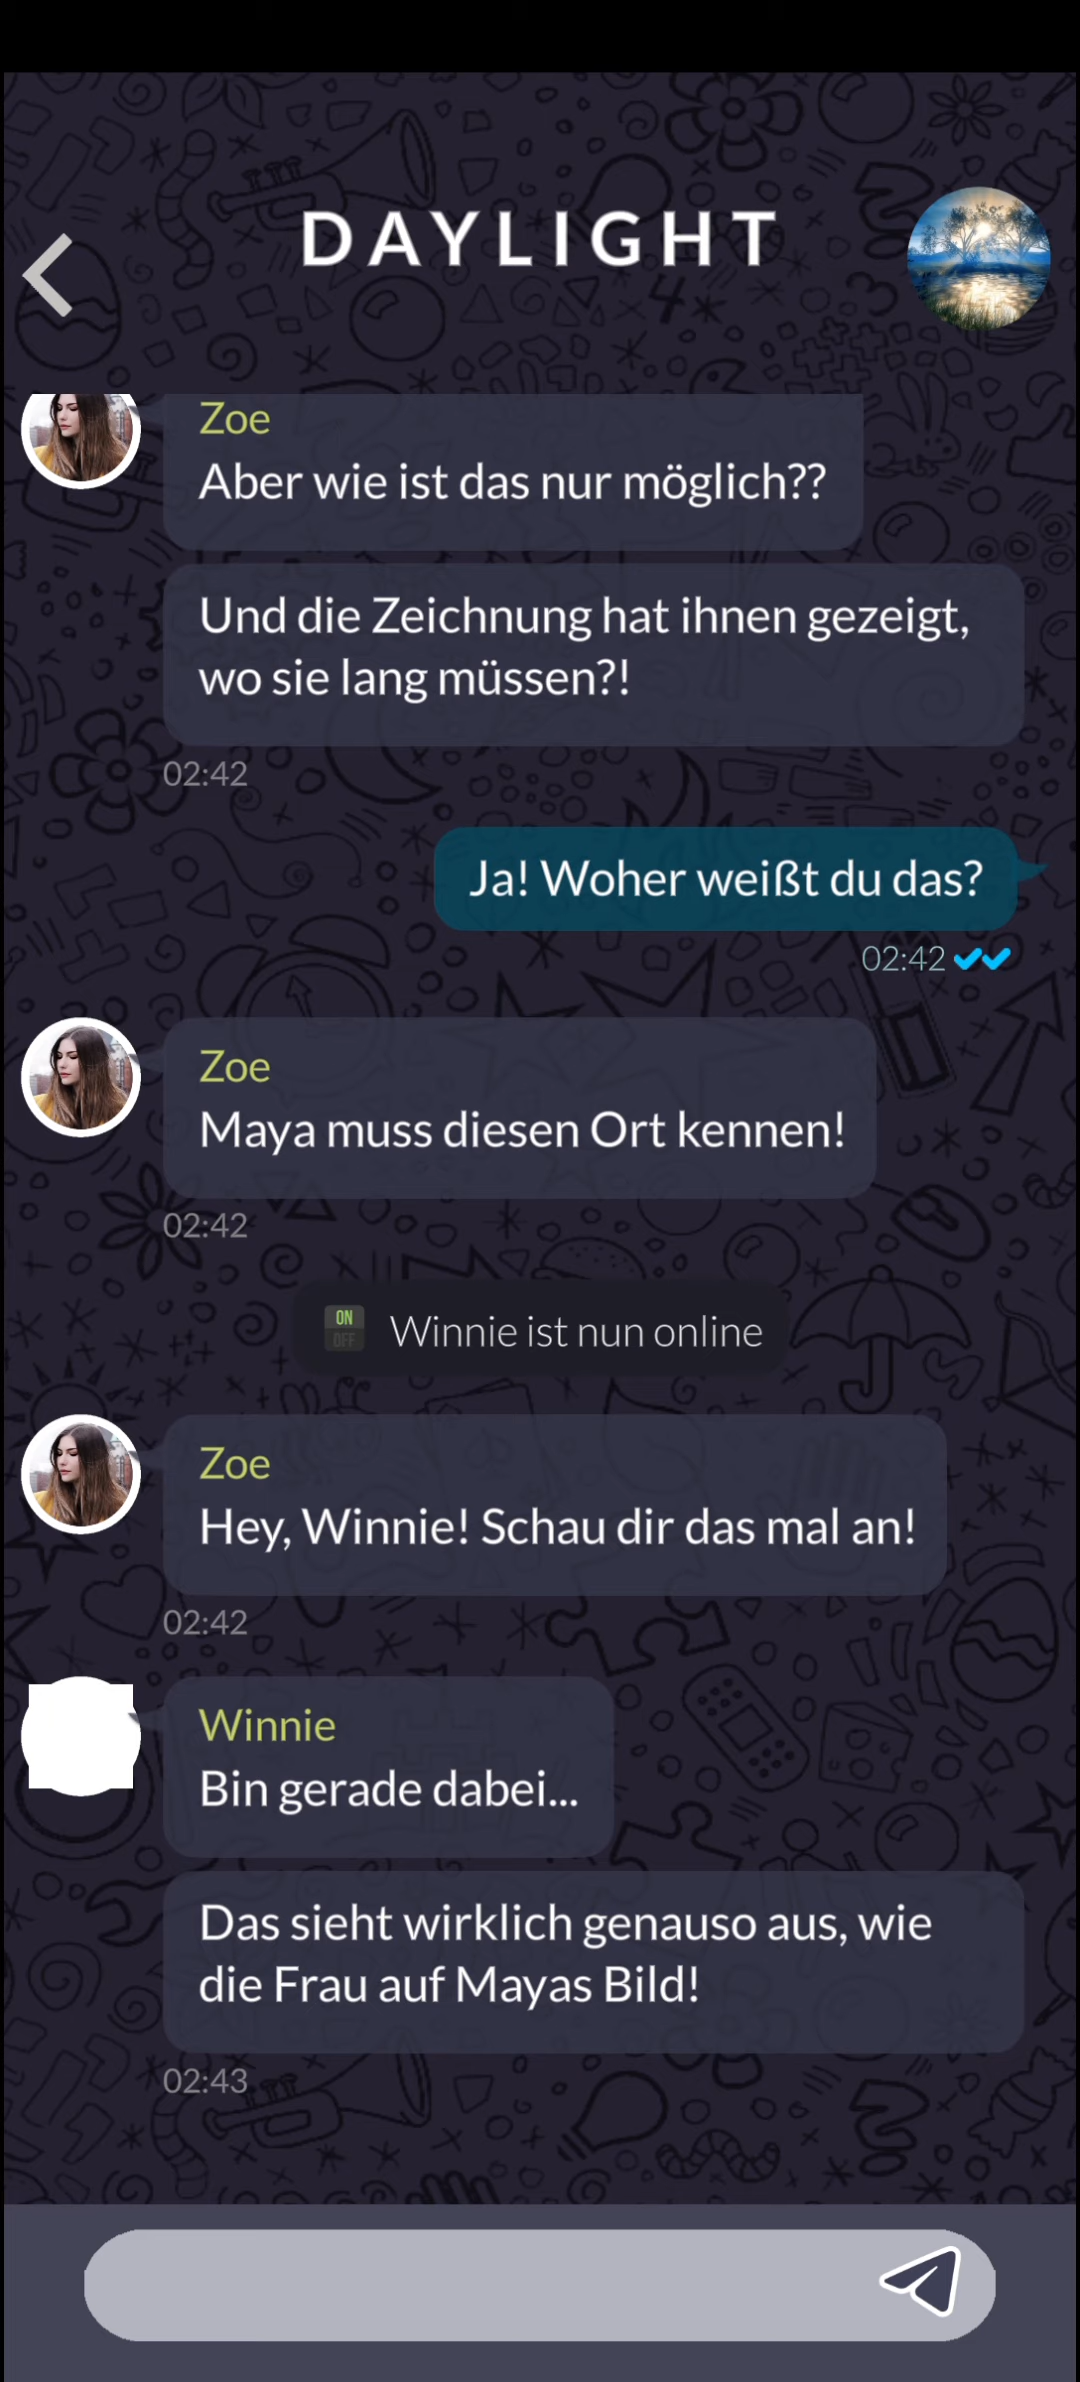 DAYLIGHT
Zoe
Aber wie ist das nur möglich??
Und die Zeichnung hat ihnen gezeigt,
wo sie lang müssen?!
02:42
Ja! Woher weißt du das?
02:42
Zoe
Maya muss diesen Ort kennen!
02:42
ON
OFF
Winnie ist nun online
Zoe
Hey, Winnie! Schau dir das mal an!
02:42
Winnie
Bin gerade dabei...
Das sieht wirklich genauso aus, wie
die Frau auf Mayas Bild!
02:43